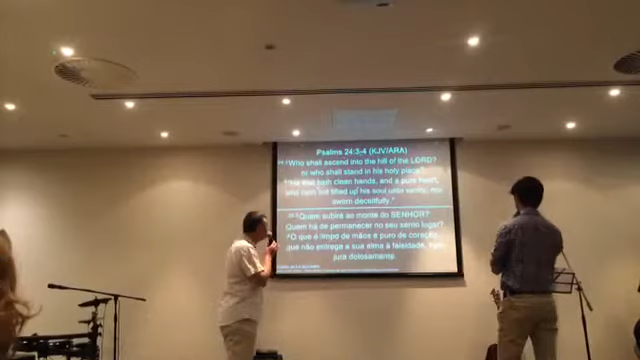 Psalms 24:3-4 (KJV/ARA)
Who shall ascend into the hill of the LORD?
or who shall stand in his holy place?
He that hath clean hands, and a pure heart;
who hath not lifted up his soul unto vanity, nor
sworn deceitfully.
Quem subirá ao monte do SENHOR?
Quem há de permanecer no seu santo lugar?
O que é limpo de mãos e puro de coração,
que não entrega a sua alma à falsidade, nem
jura dolosamente.